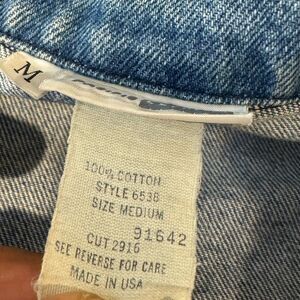 M
100% COTTON
STYLE 6538
SIZE MEDIUM
91642
CUT 2916
SEE REVERSE FOR CARE
MADE IN USA